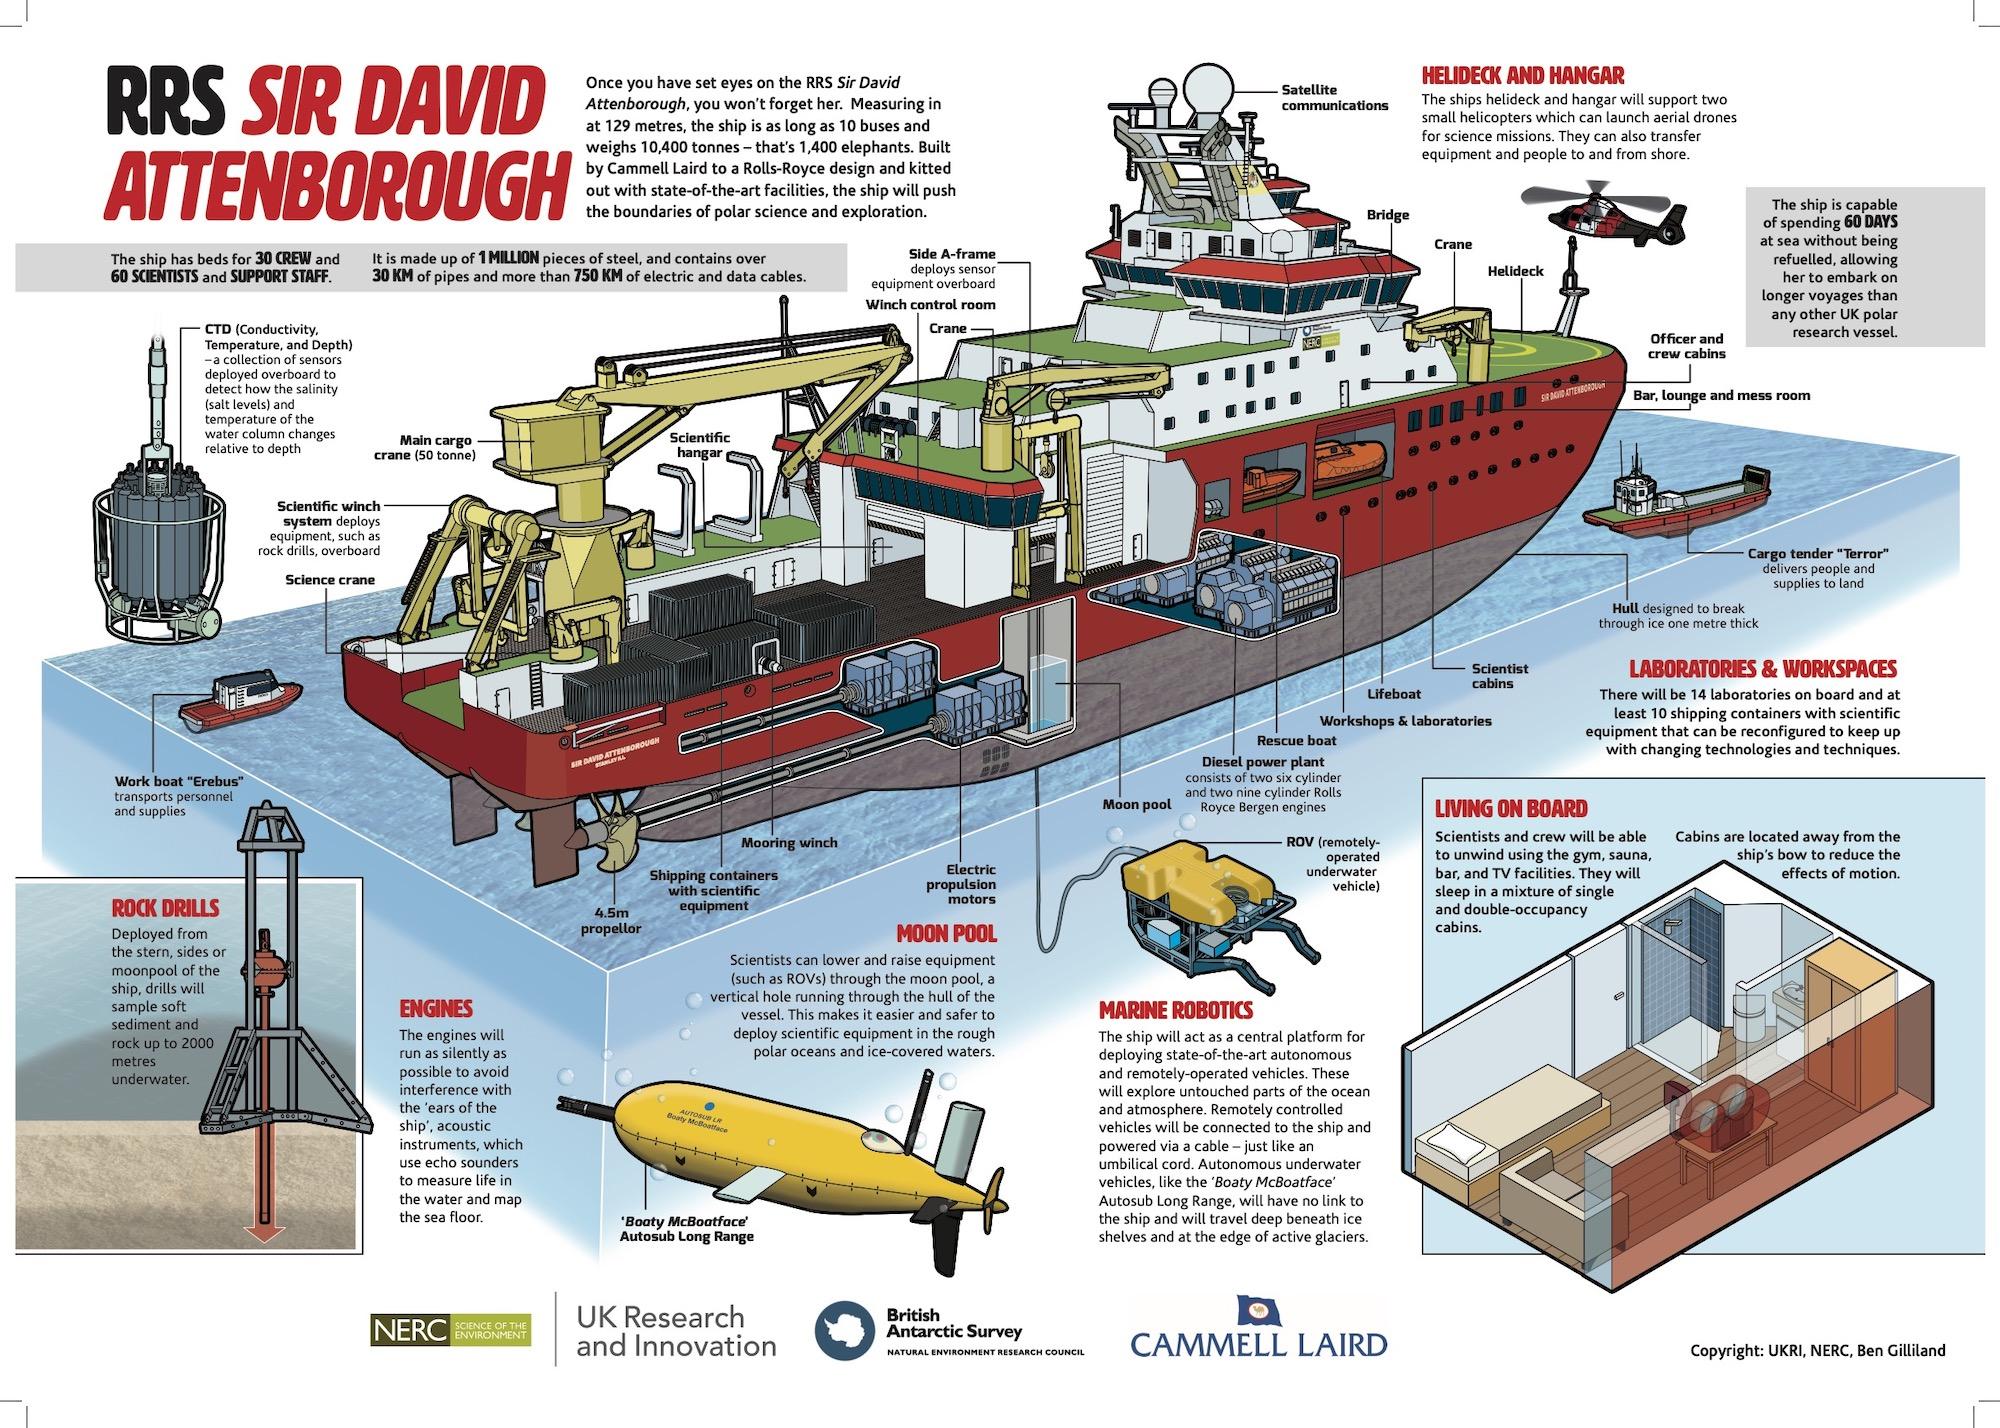 RRS SIR DAVID
ATTENBOROUGH
Once you have set eyes on the RRS Sir David
Attenborough, you won't forget her. Measuring in
at 129 metres, the ship is as long as 10 buses and
weighs 10,400 tonnes – that's 1,400 elephants. Built
by Cammell Laird to a Rolls-Royce design and kitted
out with state-of-the-art facilities, the ship will push
the boundaries of polar science and exploration.
The ship has beds for 30 CREW and
60 SCIENTISTS and SUPPORT STAFF.
It is made up of 1 MILLION pieces of steel, and contains over
30 KM of pipes and more than 750 KM of electric and data cables.
Satellite
communications
HELIDECK AND HANGAR
The ships helideck and hangar will support two
small helicopters which can launch aerial drones
for science missions. They can also transfer
equipment and people to and from shore.
The ship is capable
of spending 60 DAYS
at sea without being
refuelled, allowing
her to embark on
longer voyages than
any other UK polar
research vessel.
Bridge
Crane
Helideck
Side A-frame
deploys sensor
equipment overboard
Winch control room
Crane
Officer and
crew cabins
Bar, lounge and mess room
CTD (Conductivity,
Temperature, and Depth)
– a collection of sensors
deployed overboard to
detect how the salinity
(salt levels) and
temperature of the
water column changes
relative to depth
Main cargo
crane (50 tonne)
Scientific
hangar
Scientific winch
system deploys
equipment, such as
rock drills, overboard
Science crane
NERC
SIR DAVID ATTENBOROUGH
Cargo tender "Terror"
delivers people and
supplies to land
Hull designed to break
through ice one metre thick
Scientist
cabins
Lifeboat
Workshops & laboratories
Rescue boat
Diesel power plant
consists of two six cylinder
and two nine cylinder Rolls
Royce Bergen engines
Moon pool
LABORATORIES & WORKSPACES
There will be 14 laboratories on board and at
least 10 shipping containers with scientific
equipment that can be reconfigured to keep up
with changing technologies and techniques.
SIR DAVID ATTENBOROUGH
STANLEY F.I.
Work boat "Erebus"
transports personnel
and supplies
Mooring winch
Shipping containers
with scientific
equipment
Electric
propulsion
motors
4.5m
propellor
ROV (remotely-
operated
underwater
vehicle)
ROCK DRILLS
Deployed from
the stern, sides or
moonpool of the
ship, drills will
sample soft
sediment and
rock up to 2000
metres
underwater.
ENGINES
The engines will
run as silently as
possible to avoid
interference with
the 'ears of the
ship', acoustic
instruments, which
use echo sounders
to measure life in
the water and map
the sea floor.
MOON POOL
Scientists can lower and raise equipment
(such as ROVs) through the moon pool, a
vertical hole running through the hull of the
vessel. This makes it easier and safer to
deploy scientific equipment in the rough
polar oceans and ice-covered waters.
AUTOSUB LR
Boaty McBoatface
'Boaty McBoatface'
Autosub Long Range
MARINE ROBOTICS
The ship will act as a central platform for
deploying state-of-the-art autonomous
and remotely-operated vehicles. These
will explore untouched parts of the ocean
and atmosphere. Remotely controlled
vehicles will be connected to the ship and
powered via a cable – just like an
umbilical cord. Autonomous underwater
vehicles, like the 'Boaty McBoatface'
Autosub Long Range, will have no link to
the ship and will travel deep beneath ice
shelves and at the edge of active glaciers.
LIVING ON BOARD
Scientists and crew will be able
to unwind using the gym, sauna,
bar, and TV facilities. They will
sleep in a mixture of single
and double-occupancy
cabins.
Cabins are located away from the
ship's bow to reduce the
effects of motion.
NERC SCIENCE OF THE
ENVIRONMENT
UK Research
and Innovation
British
Antarctic Survey
NATURAL ENVIRONMENT RESEARCH COUNCIL
CAMMELL LAIRD
Copyright: UKRI, NERC, Ben Gilliland